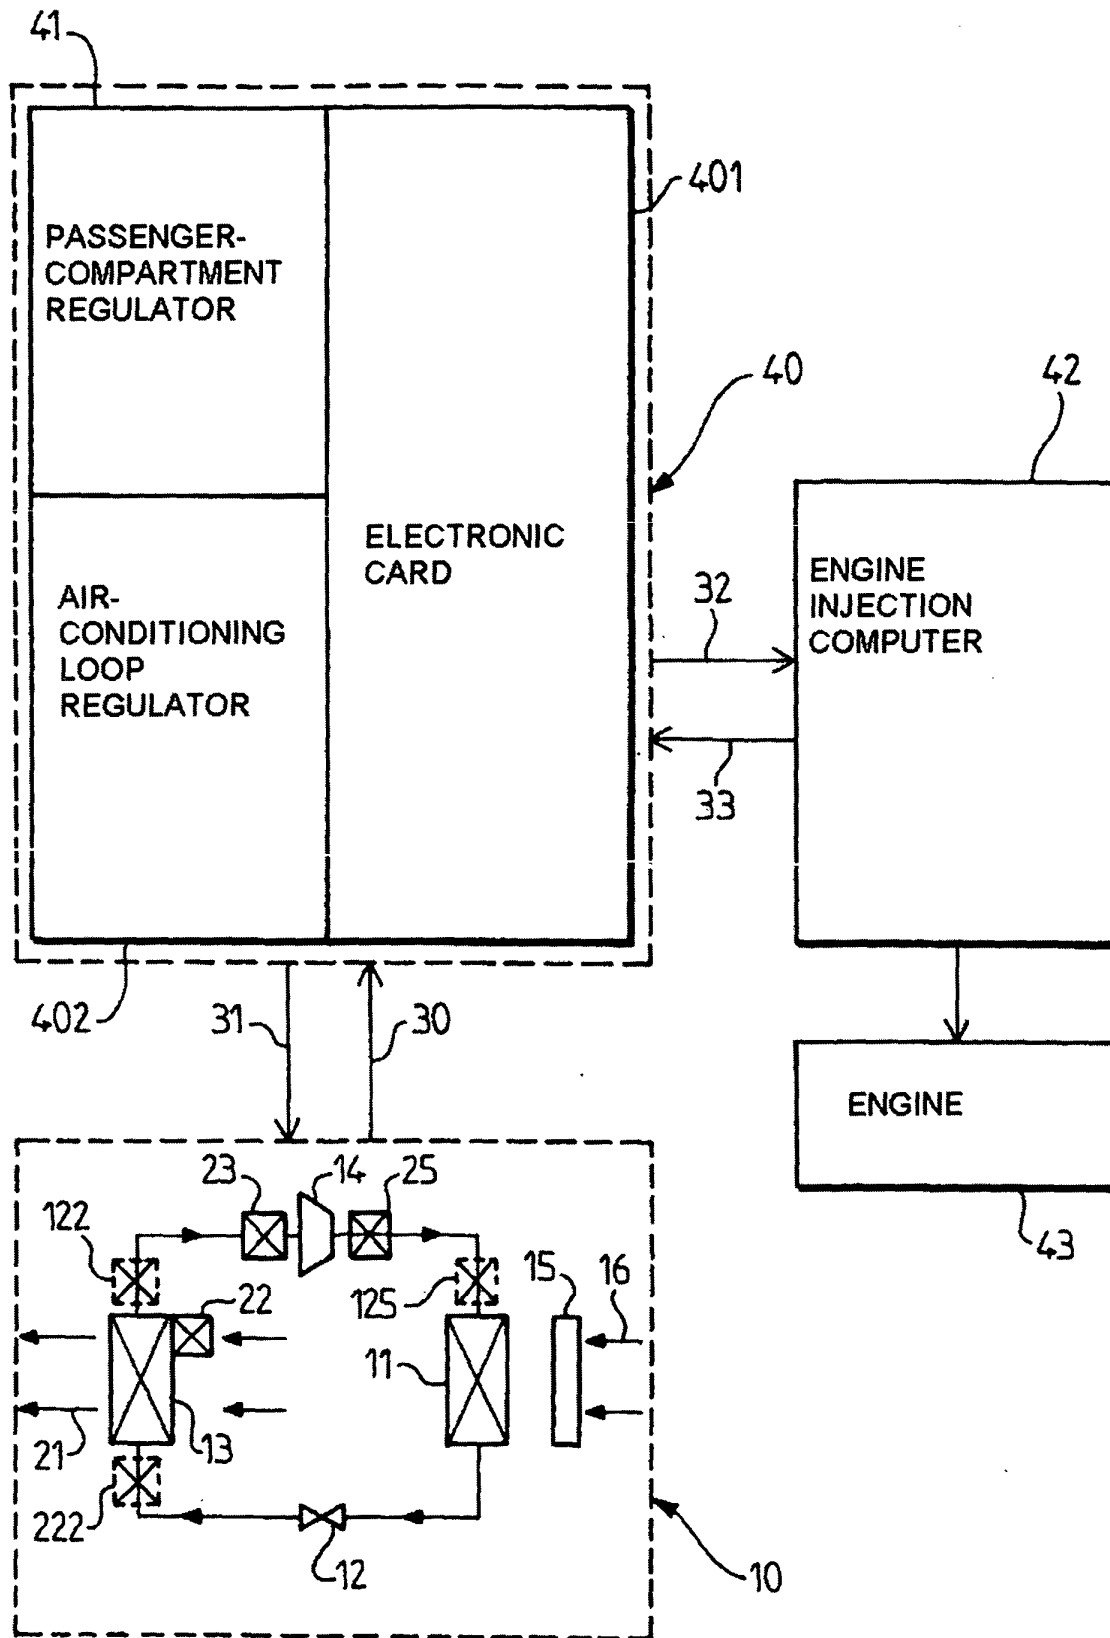 41
401
PASSENGER-
COMPARTMENT
REGULATOR
40
42
ELECTRONIC
CARD
AIR-
CONDITIONING
LOOP
REGULATOR
32
ENGINE
INJECTION
COMPUTER
33
402
31
30
ENGINE
43
23
14
25
122
22
125
15
16
11
21
13
222
12
10